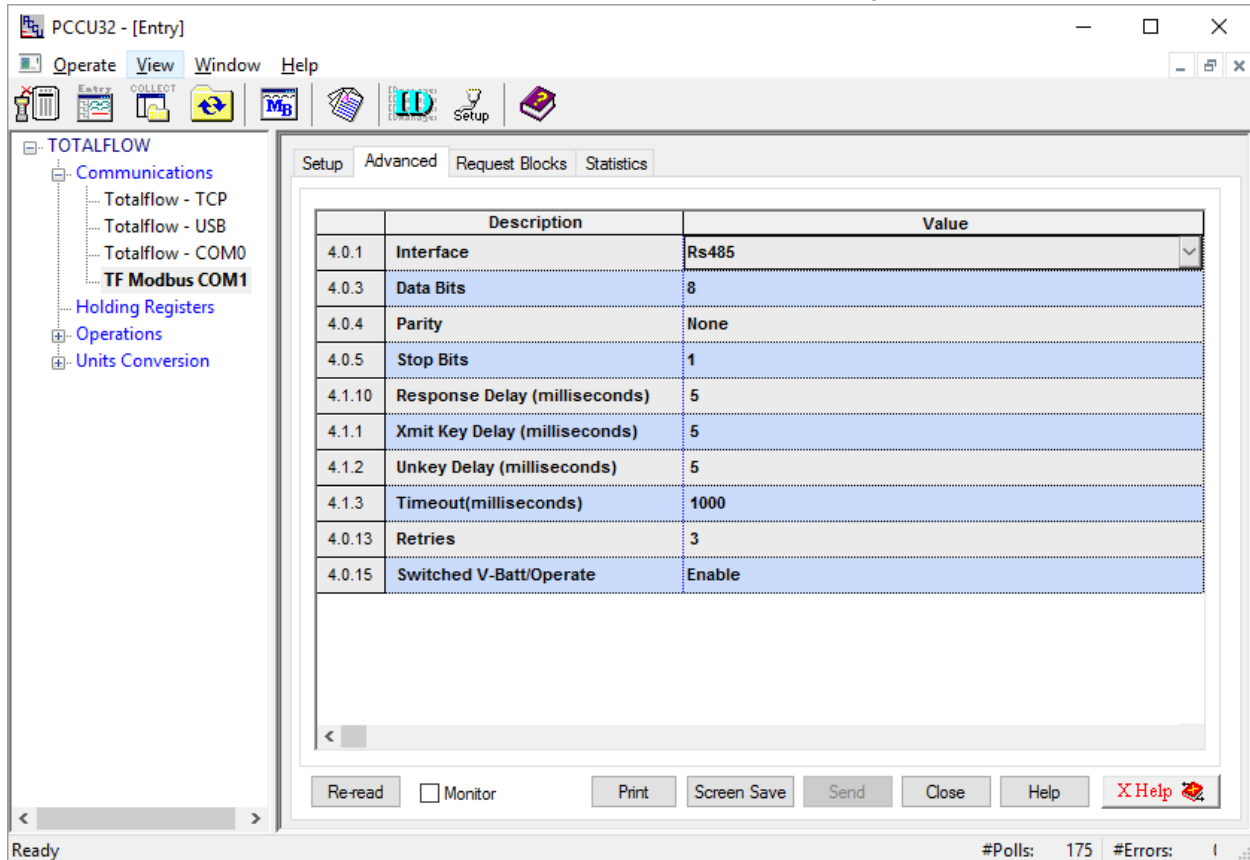 PCCU32 - [Entry]
Operate View Window Help
Entry COLLECT MB ID Manager Setup
TOTALFLOW
Communications
Totalflow - TCP
Totalflow - USB
Totalflow - COM0
TF Modbus COM1
Holding Registers
Operations
Units Conversion
Setup Advanced Request Blocks Statistics
Description Value
4.0.1 Interface Rs485
4.0.3 Data Bits 8
4.0.4 Parity None
4.0.5 Stop Bits 1
4.1.10 Response Delay (milliseconds) 5
4.1.1 Xmit Key Delay (milliseconds) 5
4.1.2 Unkey Delay (milliseconds) 5
4.1.3 Timeout(milliseconds) 1000
4.0.13 Retries 3
4.0.15 Switched V-Batt/Operate Enable
Re-read Monitor Print Screen Save Send Close Help X Help
Ready #Polls: 175 #Errors: